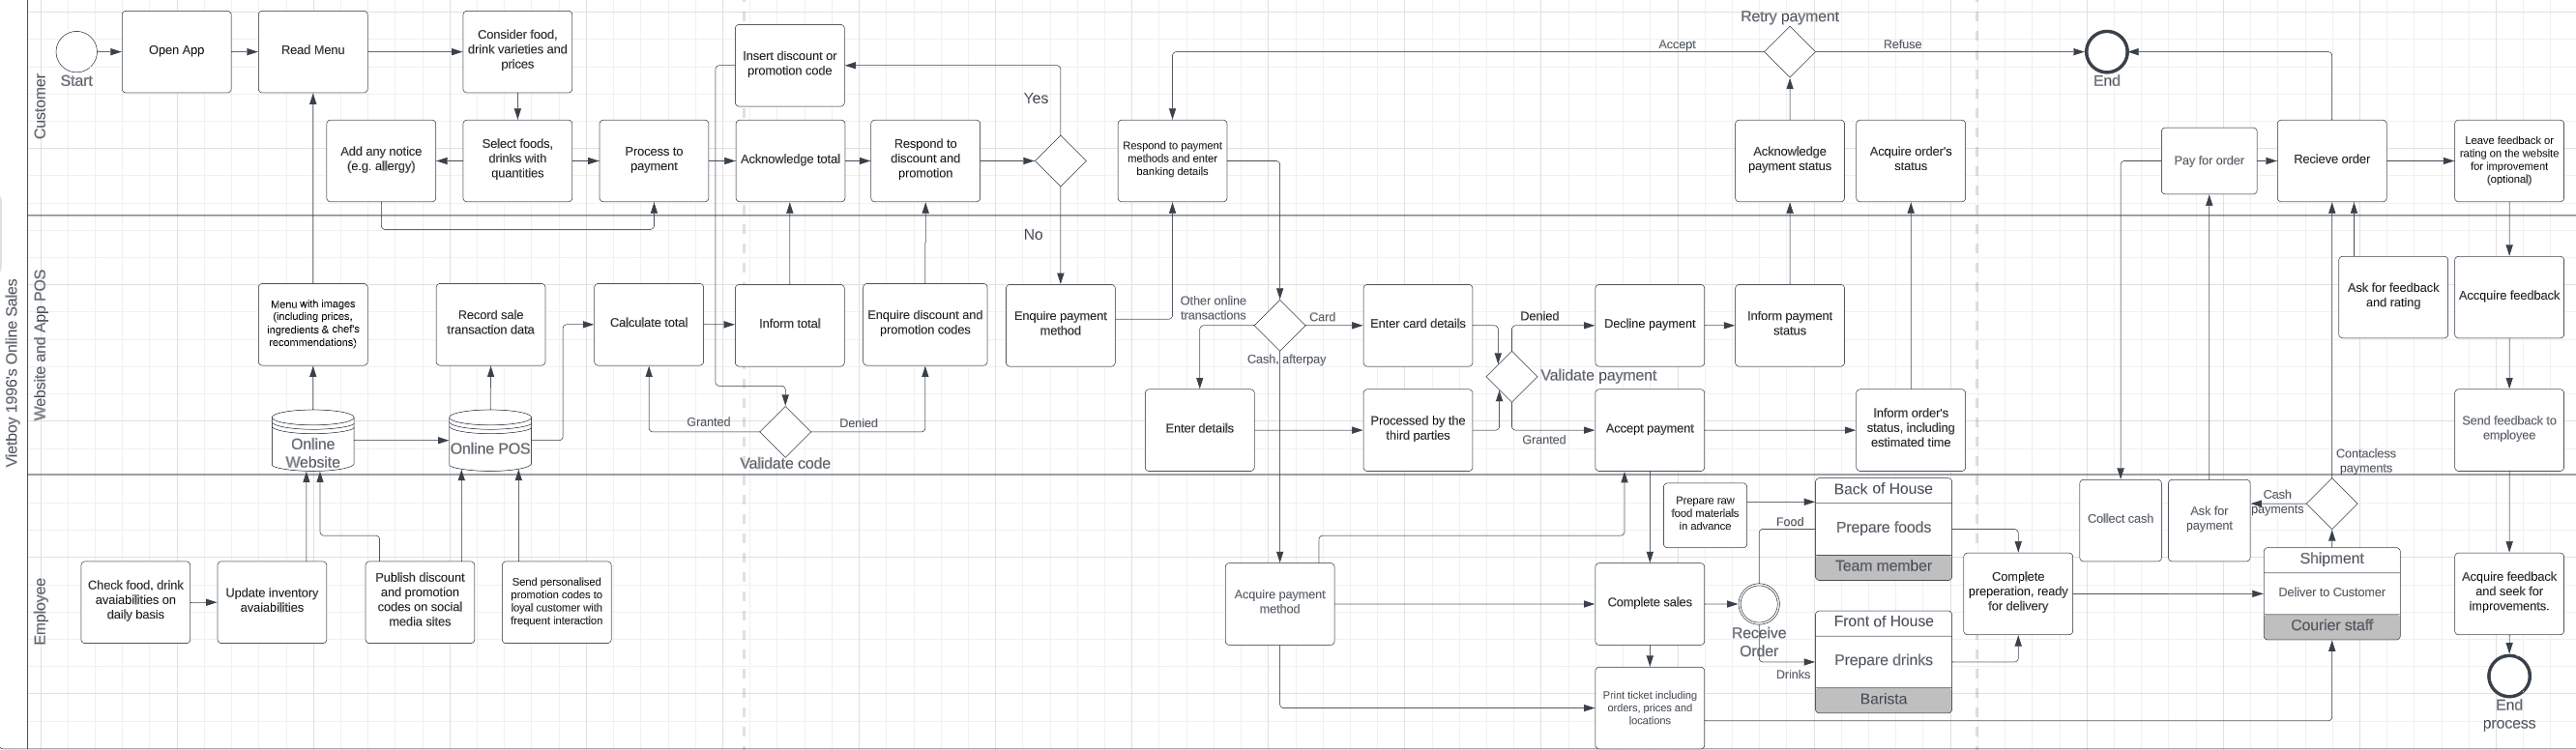 Vietboy 1996's Online Sales
Customer
Start
Open App
Read Menu
Consider food,
drink varieties and
prices
Insert discount or
promotion code
Retry payment
Accept
Refuse
End
Yes
Add any notice
(e.g. allergy)
Select foods,
drinks with
quantities
Process to
payment
Acknowledge total
Respond to
discount and
promotion
Respond to payment
methods and enter
banking details
Acknowledge
payment status
Acquire order's
status
Pay for order
Recieve order
Leave feedback or
rating on the website
for improvement
(optional)
No
Website and App POS
Menu with images
(including prices,
ingredients & chef's
recommendations)
Record sale
transaction data
Calculate total
Inform total
Enquire discount and
promotion codes
Enquire payment
method
Other online
transactions
Card
Cash, afterpay
Enter card details
Denied
Decline payment
Inform payment
status
Ask for feedback
and rating
Accquire feedback
Validate payment
Online
Website
Online POS
Granted
Denied
Validate code
Enter details
Processed by the
third parties
Granted
Accept payment
Inform order's
status, including
estimated time
Send feedback to
employee
Contacless
payments
Employee
Check food, drink
avaiabilities on
daily basis
Update inventory
avaiabilities
Publish discount
and promotion
codes on social
media sites
Send personalised
promotion codes to
loyal customer with
frequent interaction
Acquire payment
method
Complete sales
Print ticket including
orders, prices and
locations
Prepare raw
food materials
in advance
Food
Receive
Order
Drinks
Back of House
Prepare foods
Team member
Front of House
Prepare drinks
Barista
Complete
preperation, ready
for delivery
Collect cash
Ask for
payment
Cash
payments
Shipment
Deliver to Customer
Courier staff
Acquire feedback
and seek for
improvements.
End
process